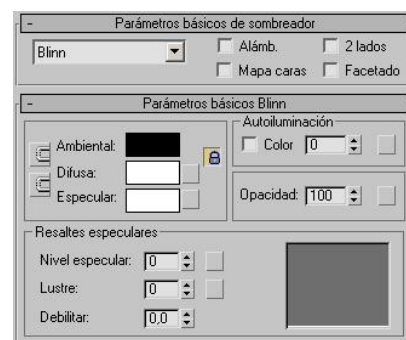 - Parámetros básicos de sombreador
Blinn Alámb. 2 lados
Mapa caras Facetado
- Parámetros básicos Blinn
Autoiluminación
Ambiental: Color 0
Difusa:
Especular: Opacidad: 100
Resaltes especulares
Nivel especular: 0
Lustre: 0
Debilitar: 0,0